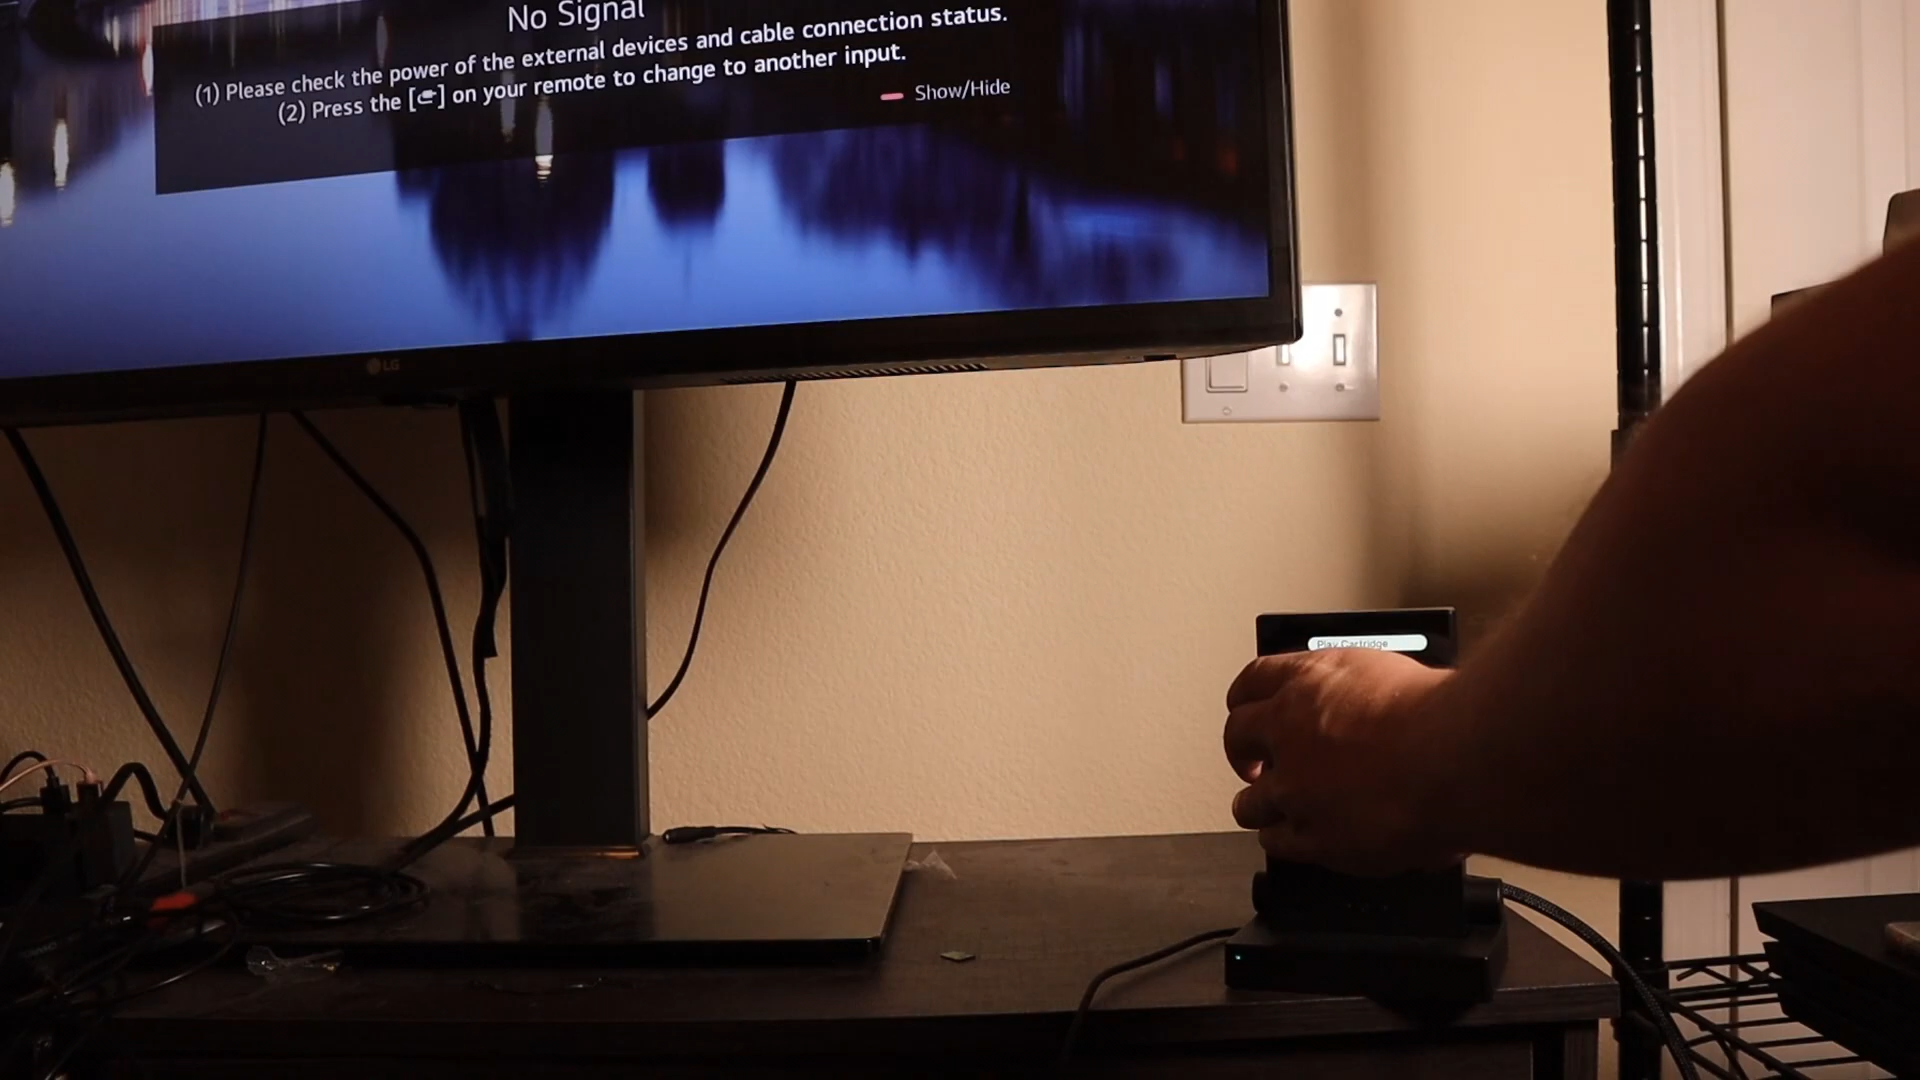 No Signal
(1) Please check the power of the external devices and cable connection status.
(2) Press the [] on your remote to change to another input.
Show/Hide
LG
Play Cartridge